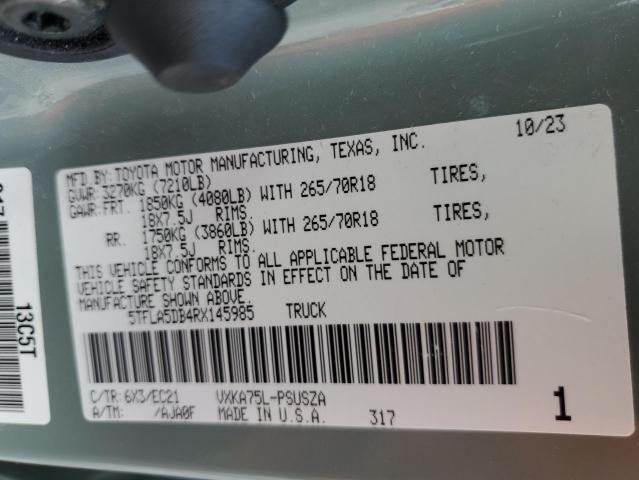 10/23
MFD BY: TOYOTA MOTOR MANUFACTURING, TEXAS, INC.
GVWR: 3270KG (7210LB)
GAWR: FRT. 1850KG (4080LB) WITH 265/70R18 TIRES,
18X7.5J RIMS.
RR. 1750KG (3860LB) WITH 265/70R18 TIRES,
18X7.5J RIMS.
THIS VEHICLE CONFORMS TO ALL APPLICABLE FEDERAL MOTOR
VEHICLE SAFETY STANDARDS IN EFFECT ON THE DATE OF
MANUFACTURE SHOWN ABOVE.
5TFLA5DB4RX145985 TRUCK
C/TR: 6X3/EC21 VXKA75L-PSUSZA
A/TM: /AJA0F MADE IN U.S.A. 317 1
13C5T